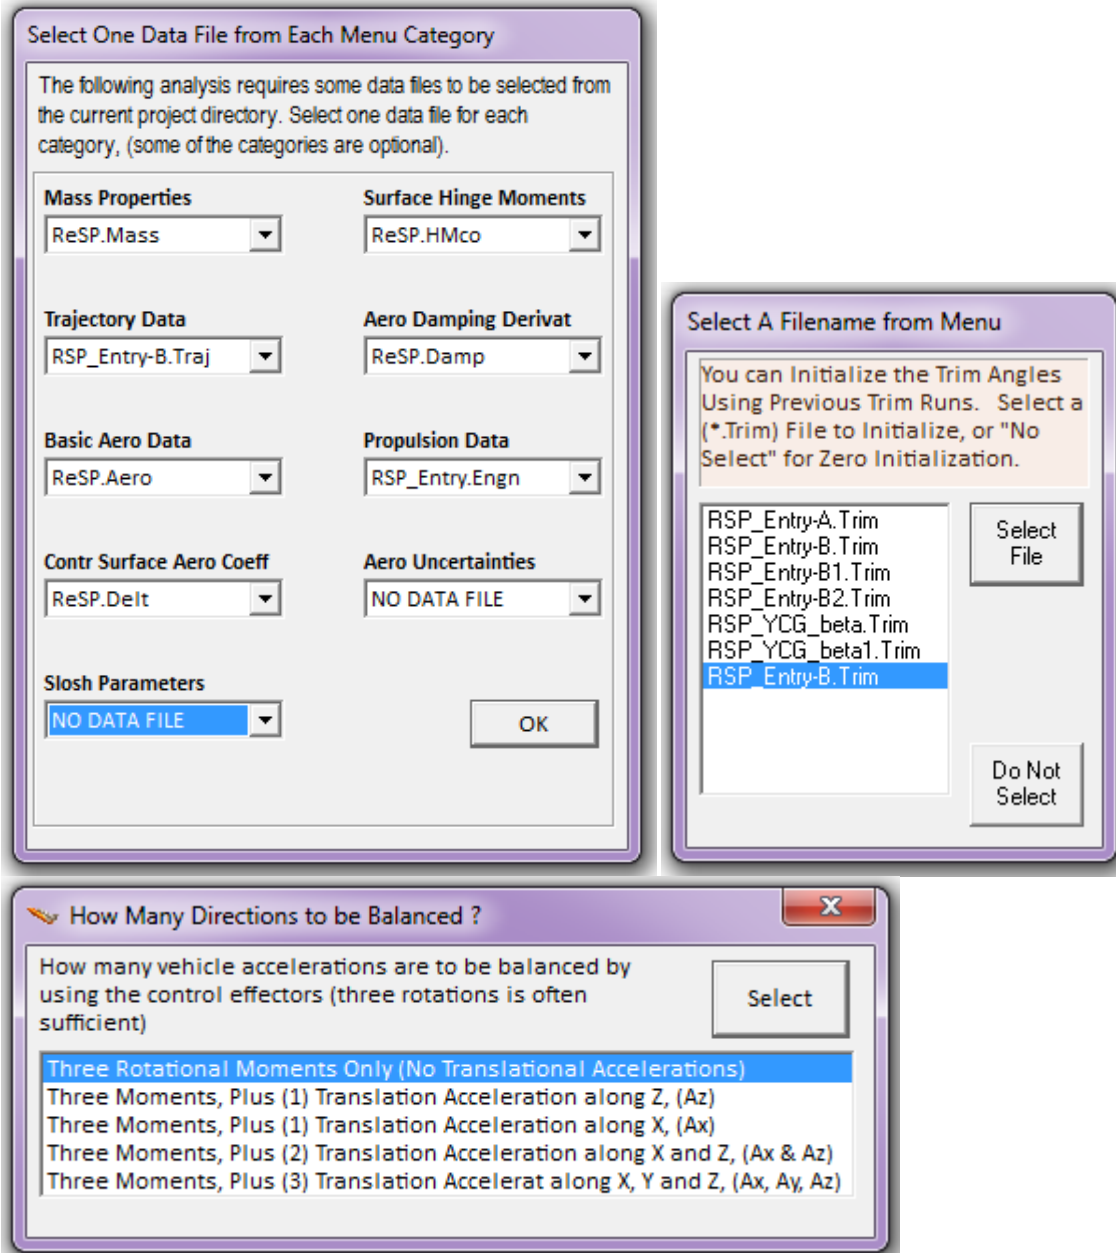 Select One Data File from Each Menu Category
The following analysis requires some data files to be selected from
the current project directory. Select one data file for each
category, (some of the categories are optional).
Mass Properties
ReSP.Mass
Surface Hinge Moments
ReSP.HMco
Trajectory Data
RSP_Entry-B.Traj
Aero Damping Derivat
ReSP.Damp
Basic Aero Data
ReSP.Aero
Propulsion Data
RSP_Entry.Engn
Contr Surface Aero Coeff
ReSP.Delt
Aero Uncertainties
NO DATA FILE
Slosh Parameters
NO DATA FILE
OK
Select A Filename from Menu
You can Initialize the Trim Angles
Using Previous Trim Runs. Select a
(*.Trim) File to Initialize, or "No
Select" for Zero Initialization.
RSP_Entry-A.Trim
RSP_Entry-B.Trim
RSP_Entry-B1.Trim
RSP_Entry-B2.Trim
RSP_YCG_beta.Trim
RSP_YCG_beta1.Trim
RSP_Entry-B.Trim
Select
File
Do Not
Select
How Many Directions to be Balanced ?
How many vehicle accelerations are to be balanced by
using the control effectors (three rotations is often
sufficient)
Select
Three Rotational Moments Only (No Translational Accelerations)
Three Moments, Plus (1) Translation Acceleration along Z, (Az)
Three Moments, Plus (1) Translation Acceleration along X, (Ax)
Three Moments, Plus (2) Translation Acceleration along X and Z, (Ax & Az)
Three Moments, Plus (3) Translation Accelerat along X, Y and Z, (Ax, Ay, Az)